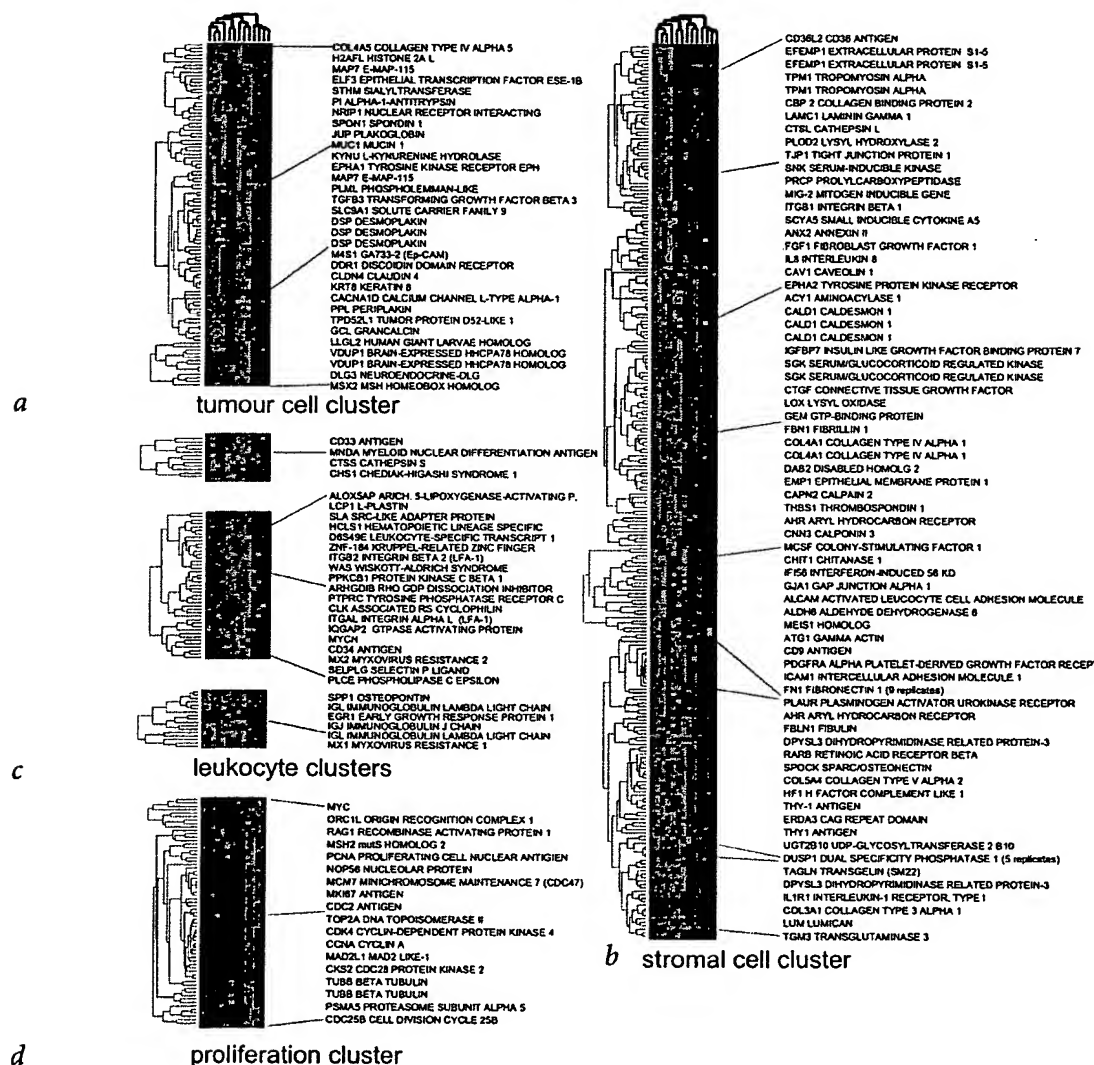 COL4A5 COLLAGEN TYPE IV ALPHA 5
H2AFL HISTONE 2A L
MAP7 E-MAP-115
ELF3 EPITHELIAL TRANSCRIPTION FACTOR ESE-1B
STHM SIALYLTRANSFERASE
PI ALPHA-1-ANTITRYPSIN
NRIP1 NUCLEAR RECEPTOR INTERACTING
SPON1 SPONDIN 1
JUP PLAKOGLOBIN
MUC1 MUCIN 1
KYNU L-KYNURENINE HYDROLASE
EPHA1 TYROSINE KINASE RECEPTOR EPH
MAP7 E-MAP-115
PLML PHOSPHOLEMMAN-LIKE
TGFB3 TRANSFORMING GROWTH FACTOR BETA 3
SLC9A1 SOLUTE CARRIER FAMILY 9
DSP DESMOPLAKIN
DSP DESMOPLAKIN
DSP DESMOPLAKIN
M4S1 GA733-2 (Ep-CAM)
DDR1 DISCOIDIN DOMAIN RECEPTOR
CLDN4 CLAUDIN 4
KRT8 KERATIN 8
CACNA1D CALCIUM CHANNEL L-TYPE ALPHA-1
PPL PERIPLAKIN
TPD52L1 TUMOR PROTEIN D52-LIKE 1
GCL GRANCALCIN
LLGL2 HUMAN GIANT LARVAE HOMOLOG
VDUP1 BRAIN-EXPRESSED HHCPA78 HOMOLOG
VDUP1 BRAIN-EXPRESSED HHCPA78 HOMOLOG
DLG3 NEUROENDOCRINE-DLG
MSX2 MSH HOMEOBOX HOMOLOG
a
tumour cell cluster
CD33 ANTIGEN
MNDA MYELOID NUCLEAR DIFFERENTIATION ANTIGEN
CTSS CATHEPSIN S
CHS1 CHEDIAK-HIGASHI SYNDROME 1
ALOX5AP ARICH. 5-LIPOXYGENASE-ACTIVATING P.
LCP1 L-PLASTIN
SLA SRC-LIKE ADAPTER PROTEIN
HCLS1 HEMATOPOIETIC LINEAGE SPECIFIC
D6S49E LEUKOCYTE-SPECIFIC TRANSCRIPT 1
ZNF-184 KRUPPEL-RELATED ZINC FINGER
ITGB2 INTEGRIN BETA 2 (LFA-1)
WAS WISKOTT-ALDRICH SYNDROME
PPKCB1 PROTEIN KINASE C BETA 1
ARHGDIB RHO GDP DISSOCIATION INHIBITOR
PTPRC TYROSINE PHOSPHATASE RECEPTOR C
CLK ASSOCIATED RS CYCLOPHILIN
ITGAL INTEGRIN ALPHA L (LFA-1)
IQGAP2 GTPASE ACTIVATING PROTEIN
MYCN
CD34 ANTIGEN
MX2 MYXOVIRUS RESISTANCE 2
SELPLG SELECTIN P LIGAND
PLCE PHOSPHOLIPASE C EPSILON
SPP1 OSTEOPONTIN
IGL IMMUNOGLOBULIN LAMBDA LIGHT CHAIN
EGR1 EARLY GROWTH RESPONSE PROTEIN 1
IGJ IMMUNOGLOBULIN J CHAIN
IGL IMMUNOGLOBULIN LAMBDA LIGHT CHAIN
MX1 MYXOVIRUS RESISTANCE 1
c
leukocyte clusters
MYC
ORC1L ORIGIN RECOGNITION COMPLEX 1
RAG1 RECOMBINASE ACTIVATING PROTEIN 1
MSH2 mutS HOMOLOG 2
PCNA PROLIFERATING CELL NUCLEAR ANTIGIEN
NOP56 NUCLEOLAR PROTEIN
MCM7 MINICHROMOSOME MAINTENANCE 7 (CDC47)
MKI67 ANTIGEN
CDC2 ANTIGEN
TOP2A DNA TOPOISOMERASE II
CDK4 CYCLIN-DEPENDENT PROTEIN KINASE 4
CCNA CYCLIN A
MAD2L1 MAD2 LIKE-1
CKS2 CDC28 PROTEIN KINASE 2
TUBB BETA TUBULIN
TUBB BETA TUBULIN
PSMA5 PROTEASOME SUBUNIT ALPHA 5
CDC25B CELL DIVISION CYCLE 25B
d
proliferation cluster
CD36L2 CD36 ANTIGEN
EFEMP1 EXTRACELLULAR PROTEIN S1-5
EFEMP1 EXTRACELLULAR PROTEIN S1-5
TPM1 TROPOMYOSIN ALPHA
TPM1 TROPOMYOSIN ALPHA
CBP 2 COLLAGEN BINDING PROTEIN 2
LAMC1 LAMININ GAMMA 1
CTSL CATHEPSIN L
PLOD2 LYSYL HYDROXYLASE 2
TJP1 TIGHT JUNCTION PROTEIN 1
SNK SERUM-INDUCIBLE KINASE
PRCP PROLYLCARBOXYPEPTIDASE
MIG-2 MITOGEN INDUCIBLE GENE
ITGB1 INTEGRIN BETA 1
SCYA5 SMALL INDUCIBLE CYTOKINE A5
ANX2 ANNEXIN II
FGF1 FIBROBLAST GROWTH FACTOR 1
IL8 INTERLEUKIN 8
CAV1 CAVEOLIN 1
EPHA2 TYROSINE PROTEIN KINASE RECEPTOR
ACY1 AMINOACYLASE 1
CALD1 CALDESMON 1
CALD1 CALDESMON 1
CALD1 CALDESMON 1
IGFBP7 INSULIN LIKE GROWTH FACTOR BINDING PROTEIN 7
SGK SERUM/GLUCOCORTICOID REGULATED KINASE
SGK SERUM/GLUCOCORTICOID REGULATED KINASE
CTGF CONNECTIVE TISSUE GROWTH FACTOR
LOX LYSYL OXIDASE
GEM GTP-BINDING PROTEIN
FBN1 FIBRILLIN 1
COL4A1 COLLAGEN TYPE IV ALPHA 1
COL4A1 COLLAGEN TYPE IV ALPHA 1
DAB2 DISABLED HOMOLG 2
EMP1 EPITHELIAL MEMBRANE PROTEIN 1
CAPN2 CALPAIN 2
THBS1 THROMBOSPONDIN 1
AHR ARYL HYDROCARBON RECEPTOR
CNN3 CALPONIN 3
MCSF COLONY-STIMULATING FACTOR 1
CHIT1 CHITANASE 1
IFI56 INTERFERON-INDUCED 56 KD
GJA1 GAP JUNCTION ALPHA 1
ALCAM ACTIVATED LEUCOCYTE CELL ADHESION MOLECULE
ALDH6 ALDEHYDE DEHYDROGENASE 6
MEIS1 HOMOLOG
ATG1 GAMMA ACTIN
CD9 ANTIGEN
PDGFRA ALPHA PLATELET-DERIVED GROWTH FACTOR RECEP
ICAM1 INTERCELLULAR ADHESION MOLECULE 1
FN1 FIBRONECTIN 1 (9 replicates)
PLAUR PLASMINOGEN ACTIVATOR UROKINASE RECEPTOR
AHR ARYL HYDROCARBON RECEPTOR
FBLN1 FIBULIN
DPYSL3 DIHYDROPYRIMIDINASE RELATED PROTEIN-3
RARB RETINOIC ACID RECEPTOR BETA
SPOCK SPARC/OSTEONECTIN
COL5A4 COLLAGEN TYPE V ALPHA 2
HF1 H FACTOR COMPLEMENT LIKE 1
THY-1 ANTIGEN
ERDA3 CAG REPEAT DOMAIN
THY1 ANTIGEN
UGT2B10 UDP-GLYCOSYLTRANSFERASE 2 B10
DUSP1 DUAL SPECIFICITY PHOSPHATASE 1 (5 replicates)
TAGLN TRANSGELIN (SM22)
DPYSL3 DIHYDROPYRIMIDINASE RELATED PROTEIN-3
IL1R1 INTERLEUKIN-1 RECEPTOR, TYPE I
COL3A1 COLLAGEN TYPE 3 ALPHA 1
LUM LUMICAN
TGM3 TRANSGLUTAMINASE 3
b
stromal cell cluster